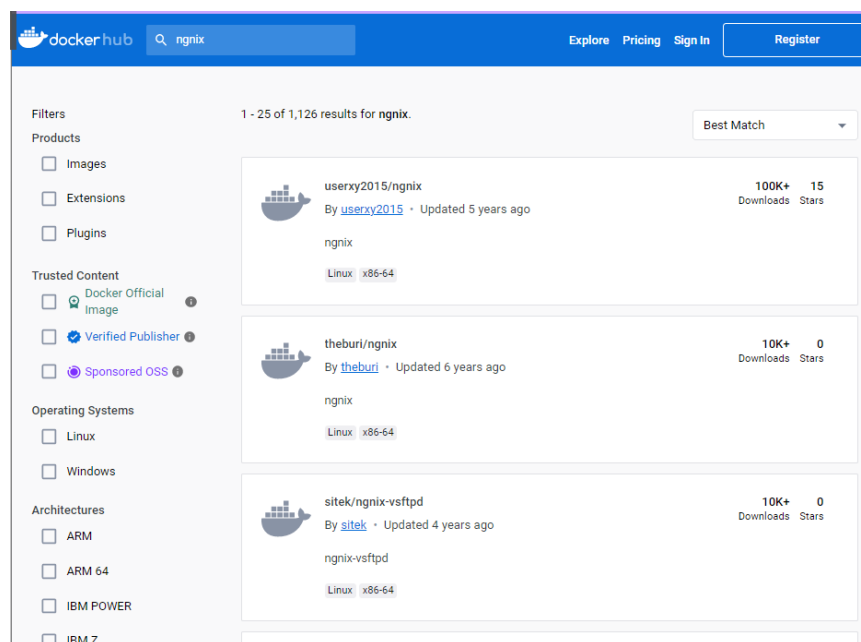 dockerhub
ngnix
Explore Pricing Sign In Register
Filters
1 - 25 of 1,126 results for ngnix.
Best Match
Products
Images
Extensions
Plugins
Trusted Content
Docker Official
Image
Verified Publisher
Sponsored OSS
Operating Systems
Linux
Windows
Architectures
ARM
ARM 64
IBM POWER
IBM Z
userxy2015/ngnix
By userxy2015 • Updated 5 years ago
ngnix
Linux x86-64
100K+ 15
Downloads Stars
theburi/ngnix
By theburi • Updated 6 years ago
ngnix
Linux x86-64
10K+ 0
Downloads Stars
sitek/ngnix-vsftpd
By sitek • Updated 4 years ago
ngnix-vsftpd
Linux x86-64
10K+ 0
Downloads Stars